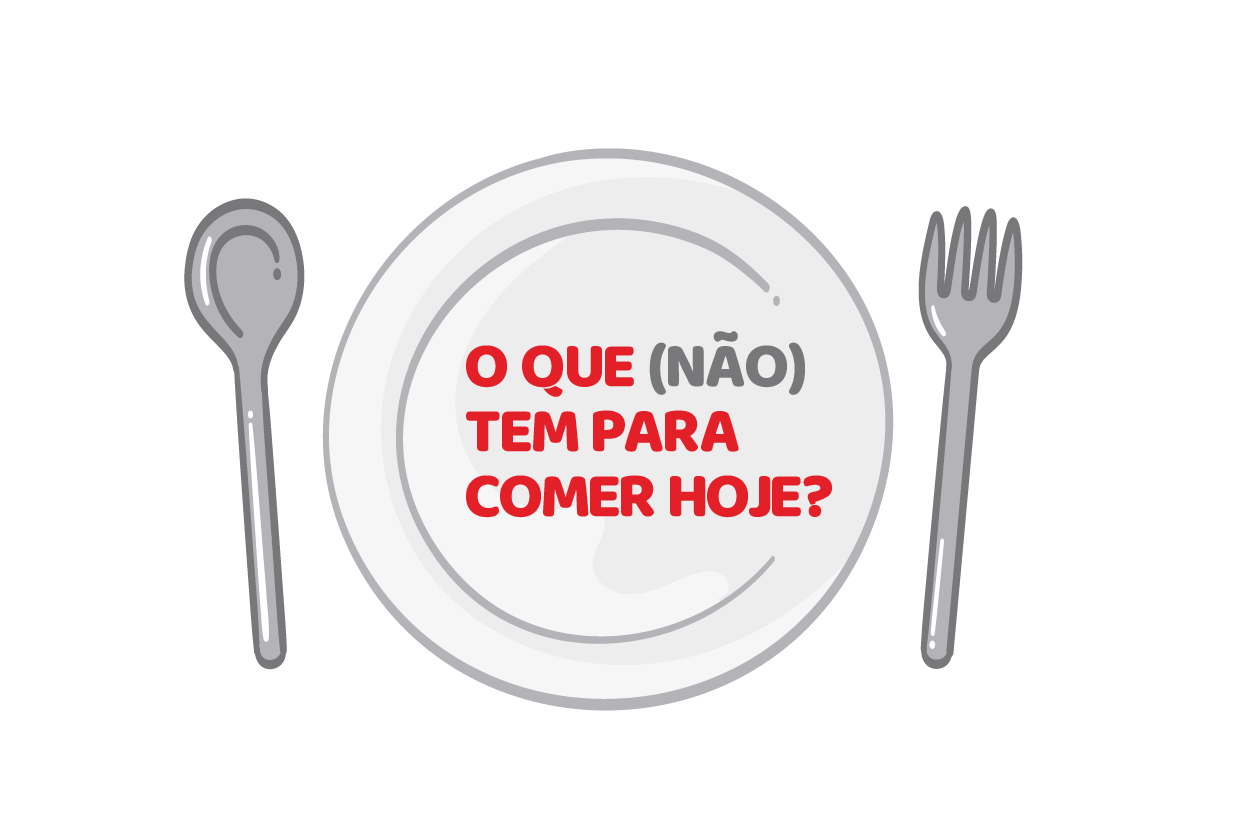 O QUE (NÃO)
TEM PARA
COMER HOJE?